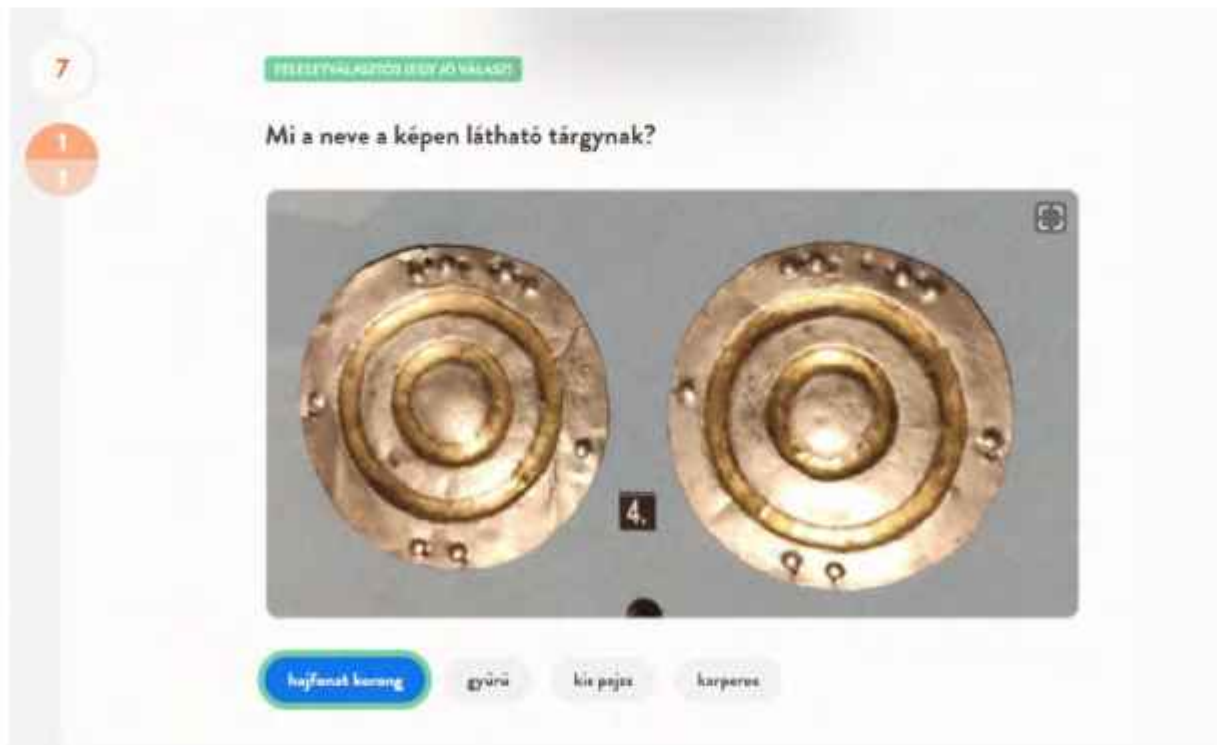 7
FELELETVÁLASZTÓS (EGY JÓ VÁLASZ)
1
1
Mi a neve a képen látható tárgynak?
4.
hajfonat korong
gyűrű
kis pajzs
karperec